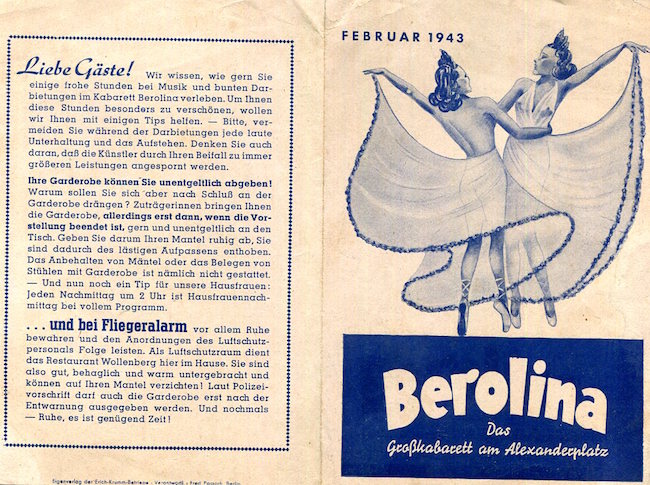 Liebe Gäste! Wir wissen, wie gern Sie
einige frohe Stunden bei Musik und bunten Dar-
bietungen im Kabarett Berolina verleben. Um Ihnen
diese Stunden besonders zu verschönen, wollen
wir Ihnen mit einigen Tips helfen. — Bitte, ver-
meiden Sie während der Darbietungen jede laute
Unterhaltung und das Aufstehen. Denken Sie auch
daran, daß die Künstler durch Ihren Beifall zu immer
größeren Leistungen angespornt werden.
Ihre Garderobe können Sie unentgeltlich abgeben!
Warum sollen Sie sich aber nach Schluß an der
Garderobe drängen? Zuträgerinnen bringen Ihnen
die Garderobe, allerdings erst dann, wenn die Vor-
stellung beendet ist, gern und unentgeltlich an den
Tisch. Geben Sie darum Ihren Mantel ruhig ab, Sie
sind dadurch des lästigen Aufpassens enthoben.
Das Anbehalten von Mäntel oder das Belegen von
Stühlen mit Garderobe ist nämlich nicht gestattet.
— Und nun noch ein Tip für unsere Hausfrauen:
Jeden Nachmittag um 2 Uhr ist Hausfrauennach-
mittag bei vollem Programm.
... und bei Fliegeralarm vor allem Ruhe
bewahren und den Anordnungen des Luftschutz-
personals Folge leisten. Als Luftschutzraum dient
das Restaurant Wollenberg hier im Hause. Sie sind
also gut, behaglich und warm untergebracht und
können auf Ihren Mantel verzichten! Laut Polizei-
vorschrift darf auch die Garderobe erst nach der
Entwarnung ausgegeben werden. Und nochmals
— Ruhe, es ist genügend Zeit!
Eigenverlag der Erich-Krumm-Betriebe Verantwortl.: Fred Berlin
FEBRUAR 1943
Berolina
Das
Großkabarett am Alexanderplatz